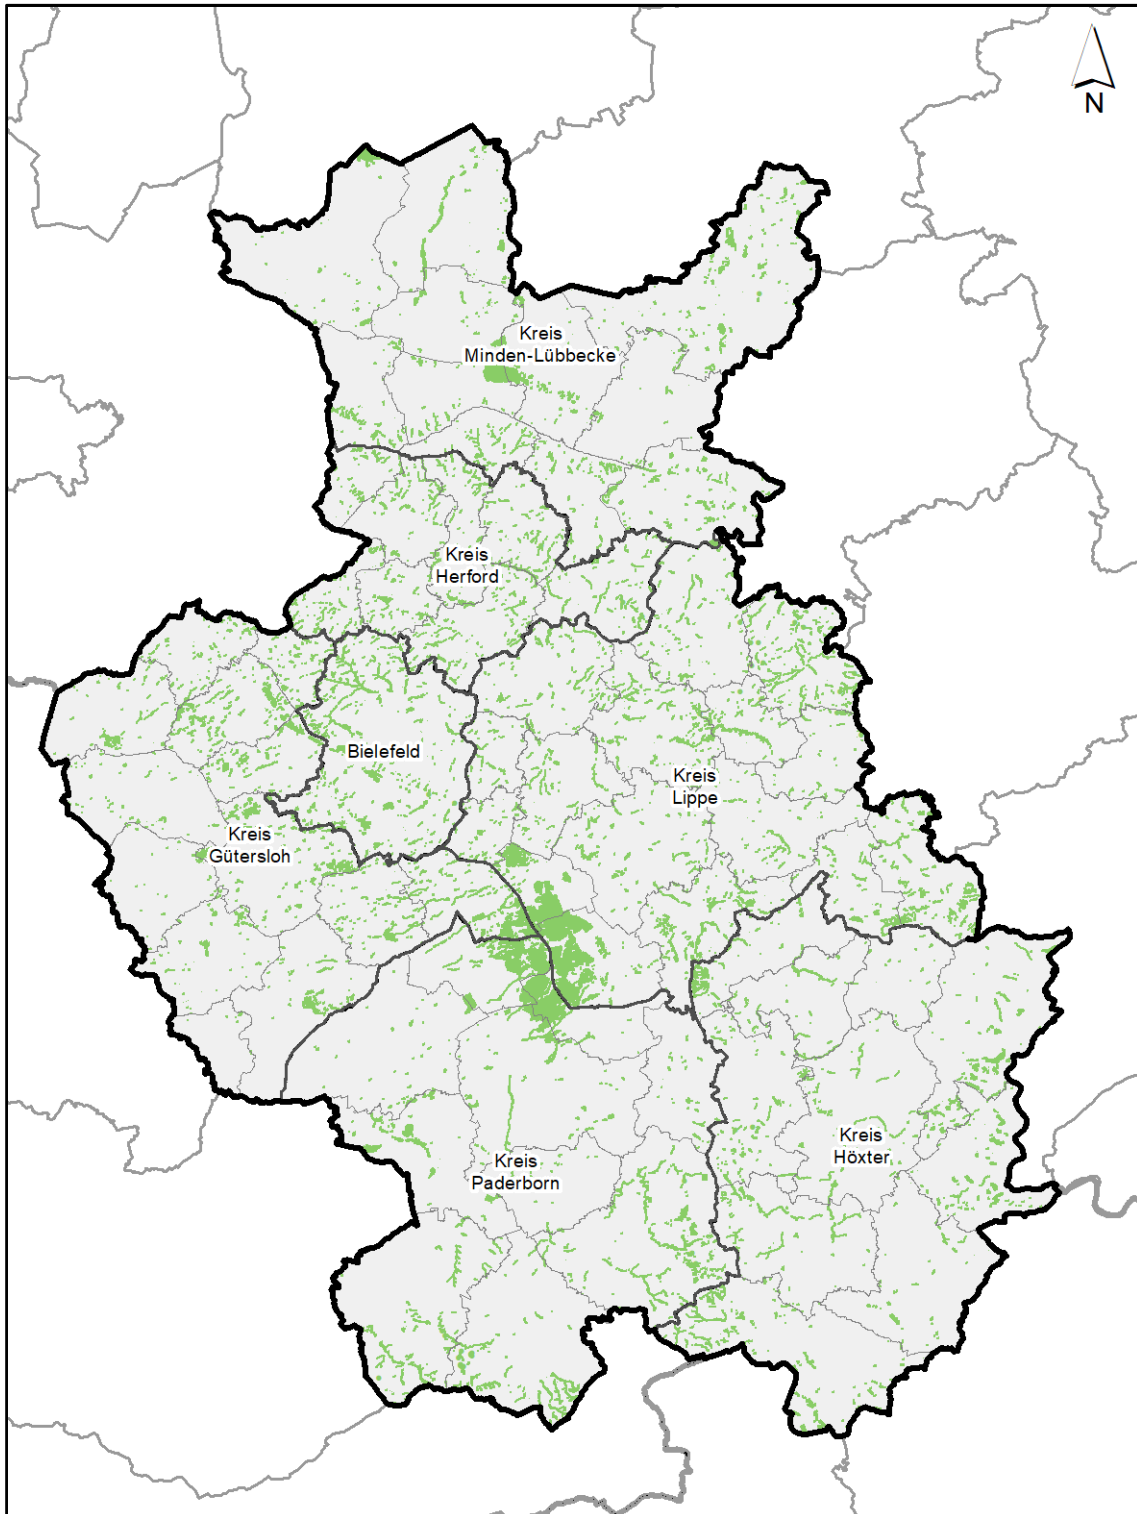 N
Kreis
Minden-Lübbecke
Kreis
Herford
Bielefeld
Kreis
Lippe
Kreis
Gütersloh
Kreis
Höxter
Kreis
Paderborn